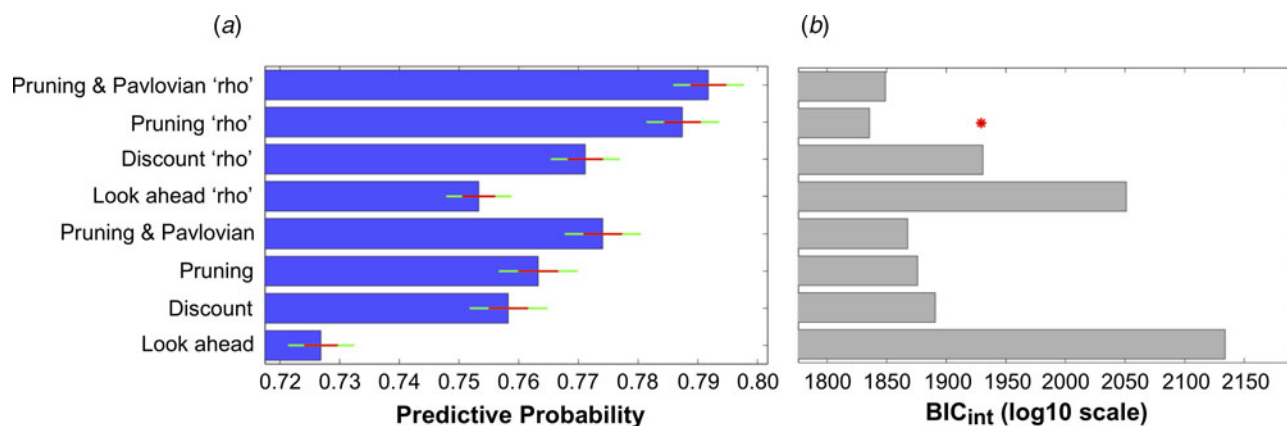 (a)
Pruning & Pavlovian 'rho'
Pruning 'rho'
Discount 'rho'
Look ahead 'rho'
Pruning & Pavlovian
Pruning
Discount
Look ahead
0.72 0.73 0.74 0.75 0.76 0.77 0.78 0.79 0.80
Predictive Probability
(b)
*
1800 1850 1900 1950 2000 2050 2100 2150
BICint (log10 scale)